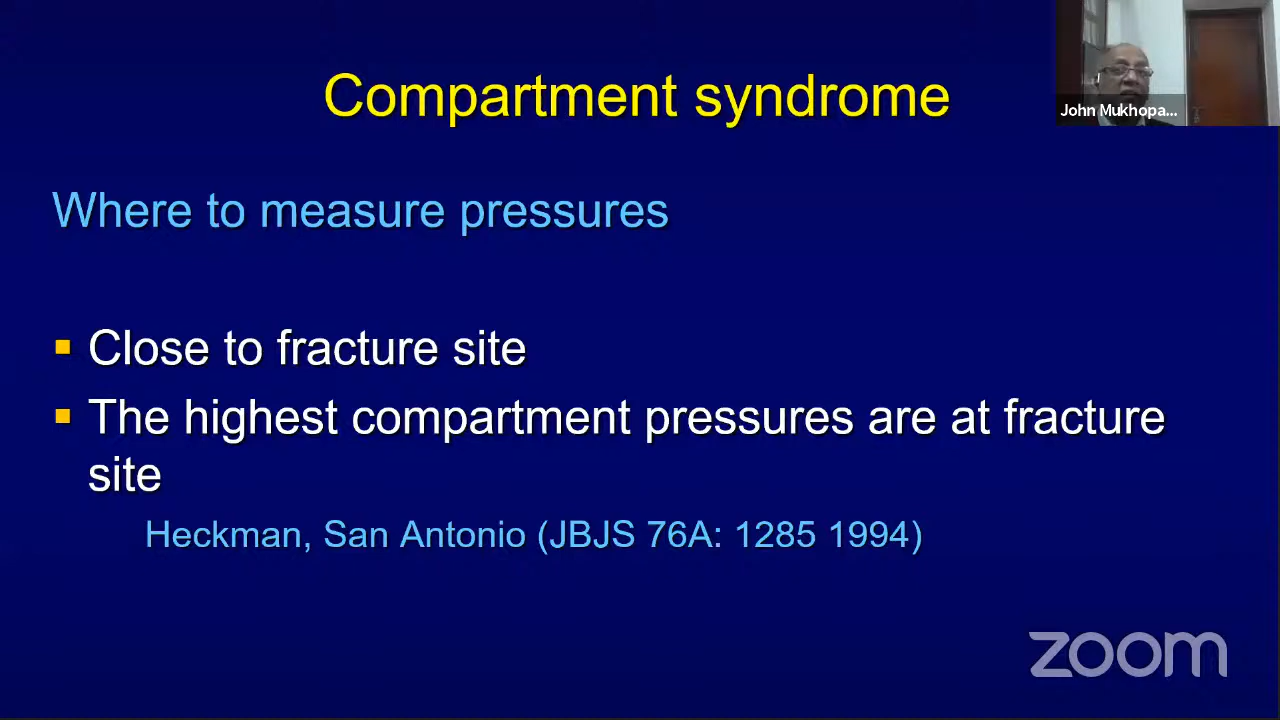 Compartment syndrome
John Mukhopa...
Where to measure pressures
Close to fracture site
The highest compartment pressures are at fracture
site
Heckman, San Antonio (JBJS 76A: 1285 1994)
zoom